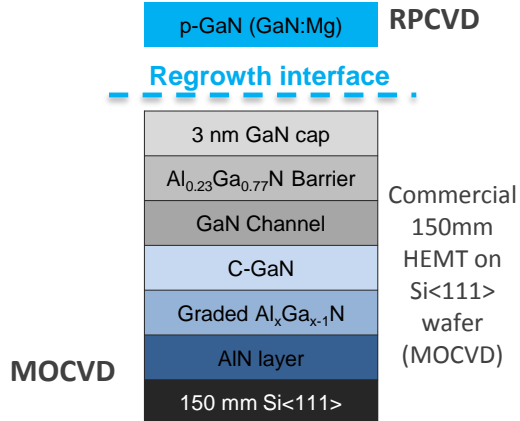 p-GaN (GaN:Mg)
RPCVD
Regrowth interface
3 nm GaN cap
Al0.23Ga0.77N Barrier
GaN Channel
C-GaN
Graded AlxGax-1N
AlN layer
150 mm Si<111>
Commercial
150mm
HEMT on
Si<111>
wafer
(MOCVD)
MOCVD